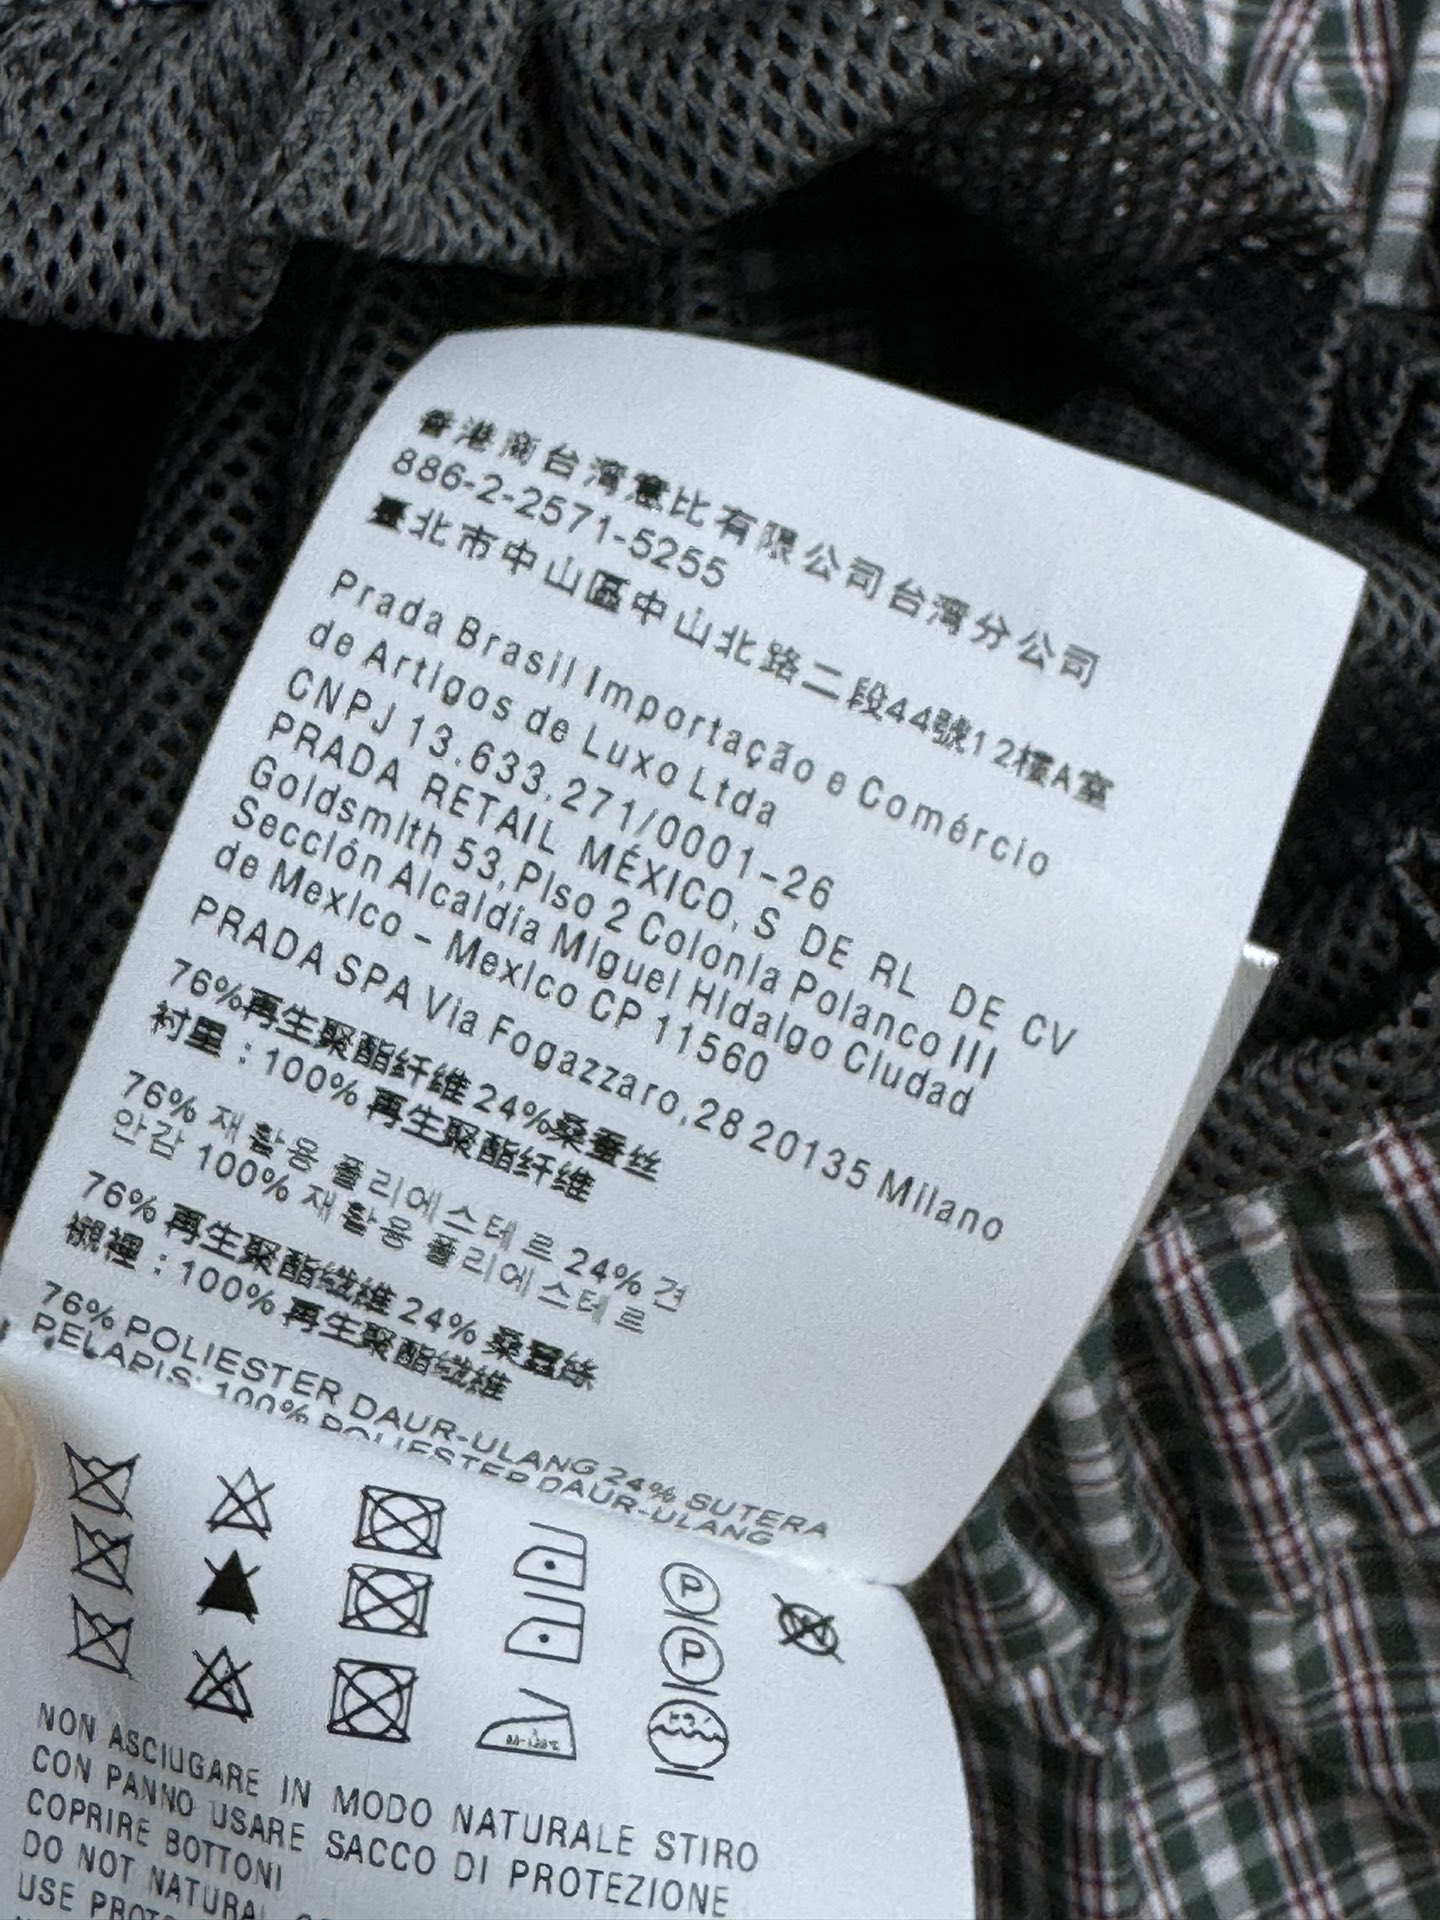 香港商台灣意比有限公司台灣分公司
886-2-2571-5255
臺北市中山區中山北路二段44號12樓A室
Prada Brasil Importação e Comércio
de Artigos de Luxo Ltda
CNPJ 13.633.271/0001-26
PRADA RETAIL MÉXICO, S DE RL DE CV
Goldsmith 53, Piso 2 Colonia Polanco III
Sección Alcaldía Miguel Hidalgo Ciudad
de Mexico - Mexico CP 11560
PRADA SPA Via Fogazzaro,28 20135 Milano
76%再生聚酯纤维 24%桑蚕丝
衬里：100% 再生聚酯纤维
76% 재활용 폴리에스테르 24% 견
안감 100% 재활용 폴리에스테르
76% 再生聚酯纖維 24% 桑蠶絲
襯裡：100% 再生聚酯纖維
76% POLIESTER DAUR-ULANG 24% SUTERA
PELAPIS: 100% POLIESTER DAUR-ULANG
P
P
W
NON ASCIUGARE IN MODO NATURALE STIRO
CON PANNO USARE SACCO DI PROTEZIONE
COPRIRE BOTTONI
DO NOT NATURAL
USE